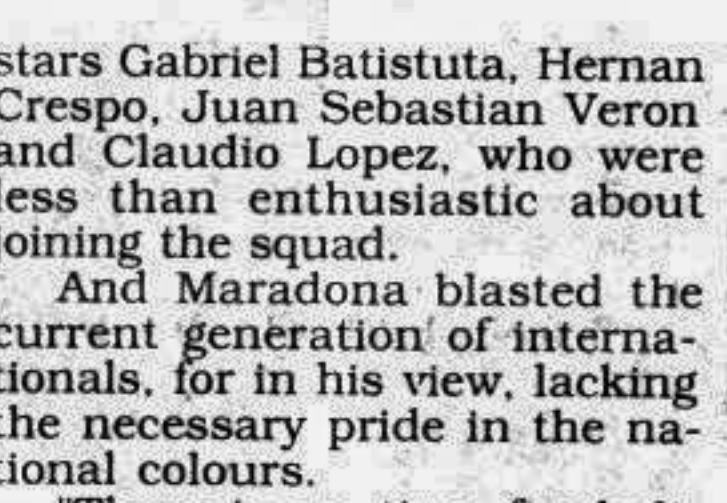 stars Gabriel Batistuta, Hernan
Crespo, Juan Sebastian Veron
and Claudio Lopez, who were
less than enthusiastic about
joining the squad.
And Maradona blasted the
current generation of interna-
tionals, for in his view, lacking
the necessary pride in the na-
tional colours.